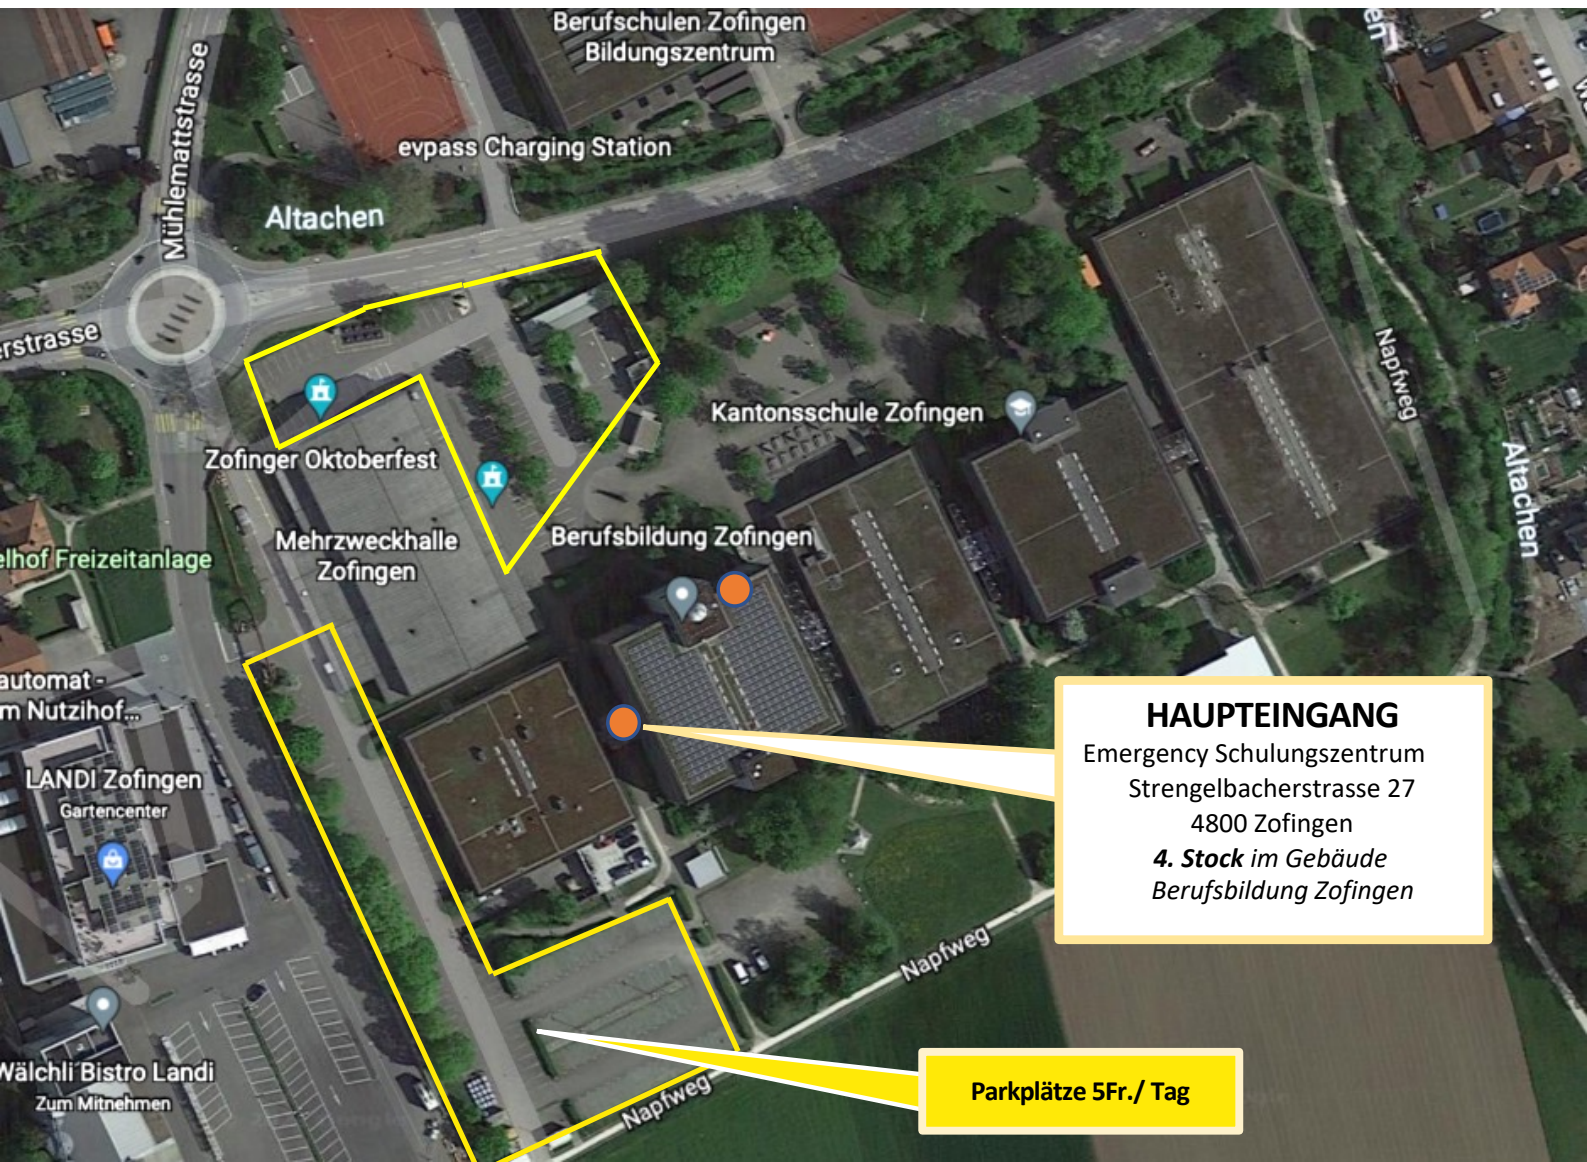 Berufschulen Zofingen
Bildungszentrum
Mühlemattstrasse
evpass Charging Station
Altachen
erstrasse
Napfweg
Kantonsschule Zofingen
Zofinger Oktoberfest
Altachen
Mehrzweckhalle
Zofingen
Berufsbildung Zofingen
elhof Freizeitanlage
automat -
m Nutzihof...
HAUPTEINGANG
Emergency Schulungszentrum
Strengelbacherstrasse 27
4800 Zofingen
4. Stock im Gebäude
Berufsbildung Zofingen
LANDI Zofingen
Gartencenter
Napfweg
Wälchli Bistro Landi
Zum Mitnehmen
Napfweg
Parkplätze 5Fr./ Tag